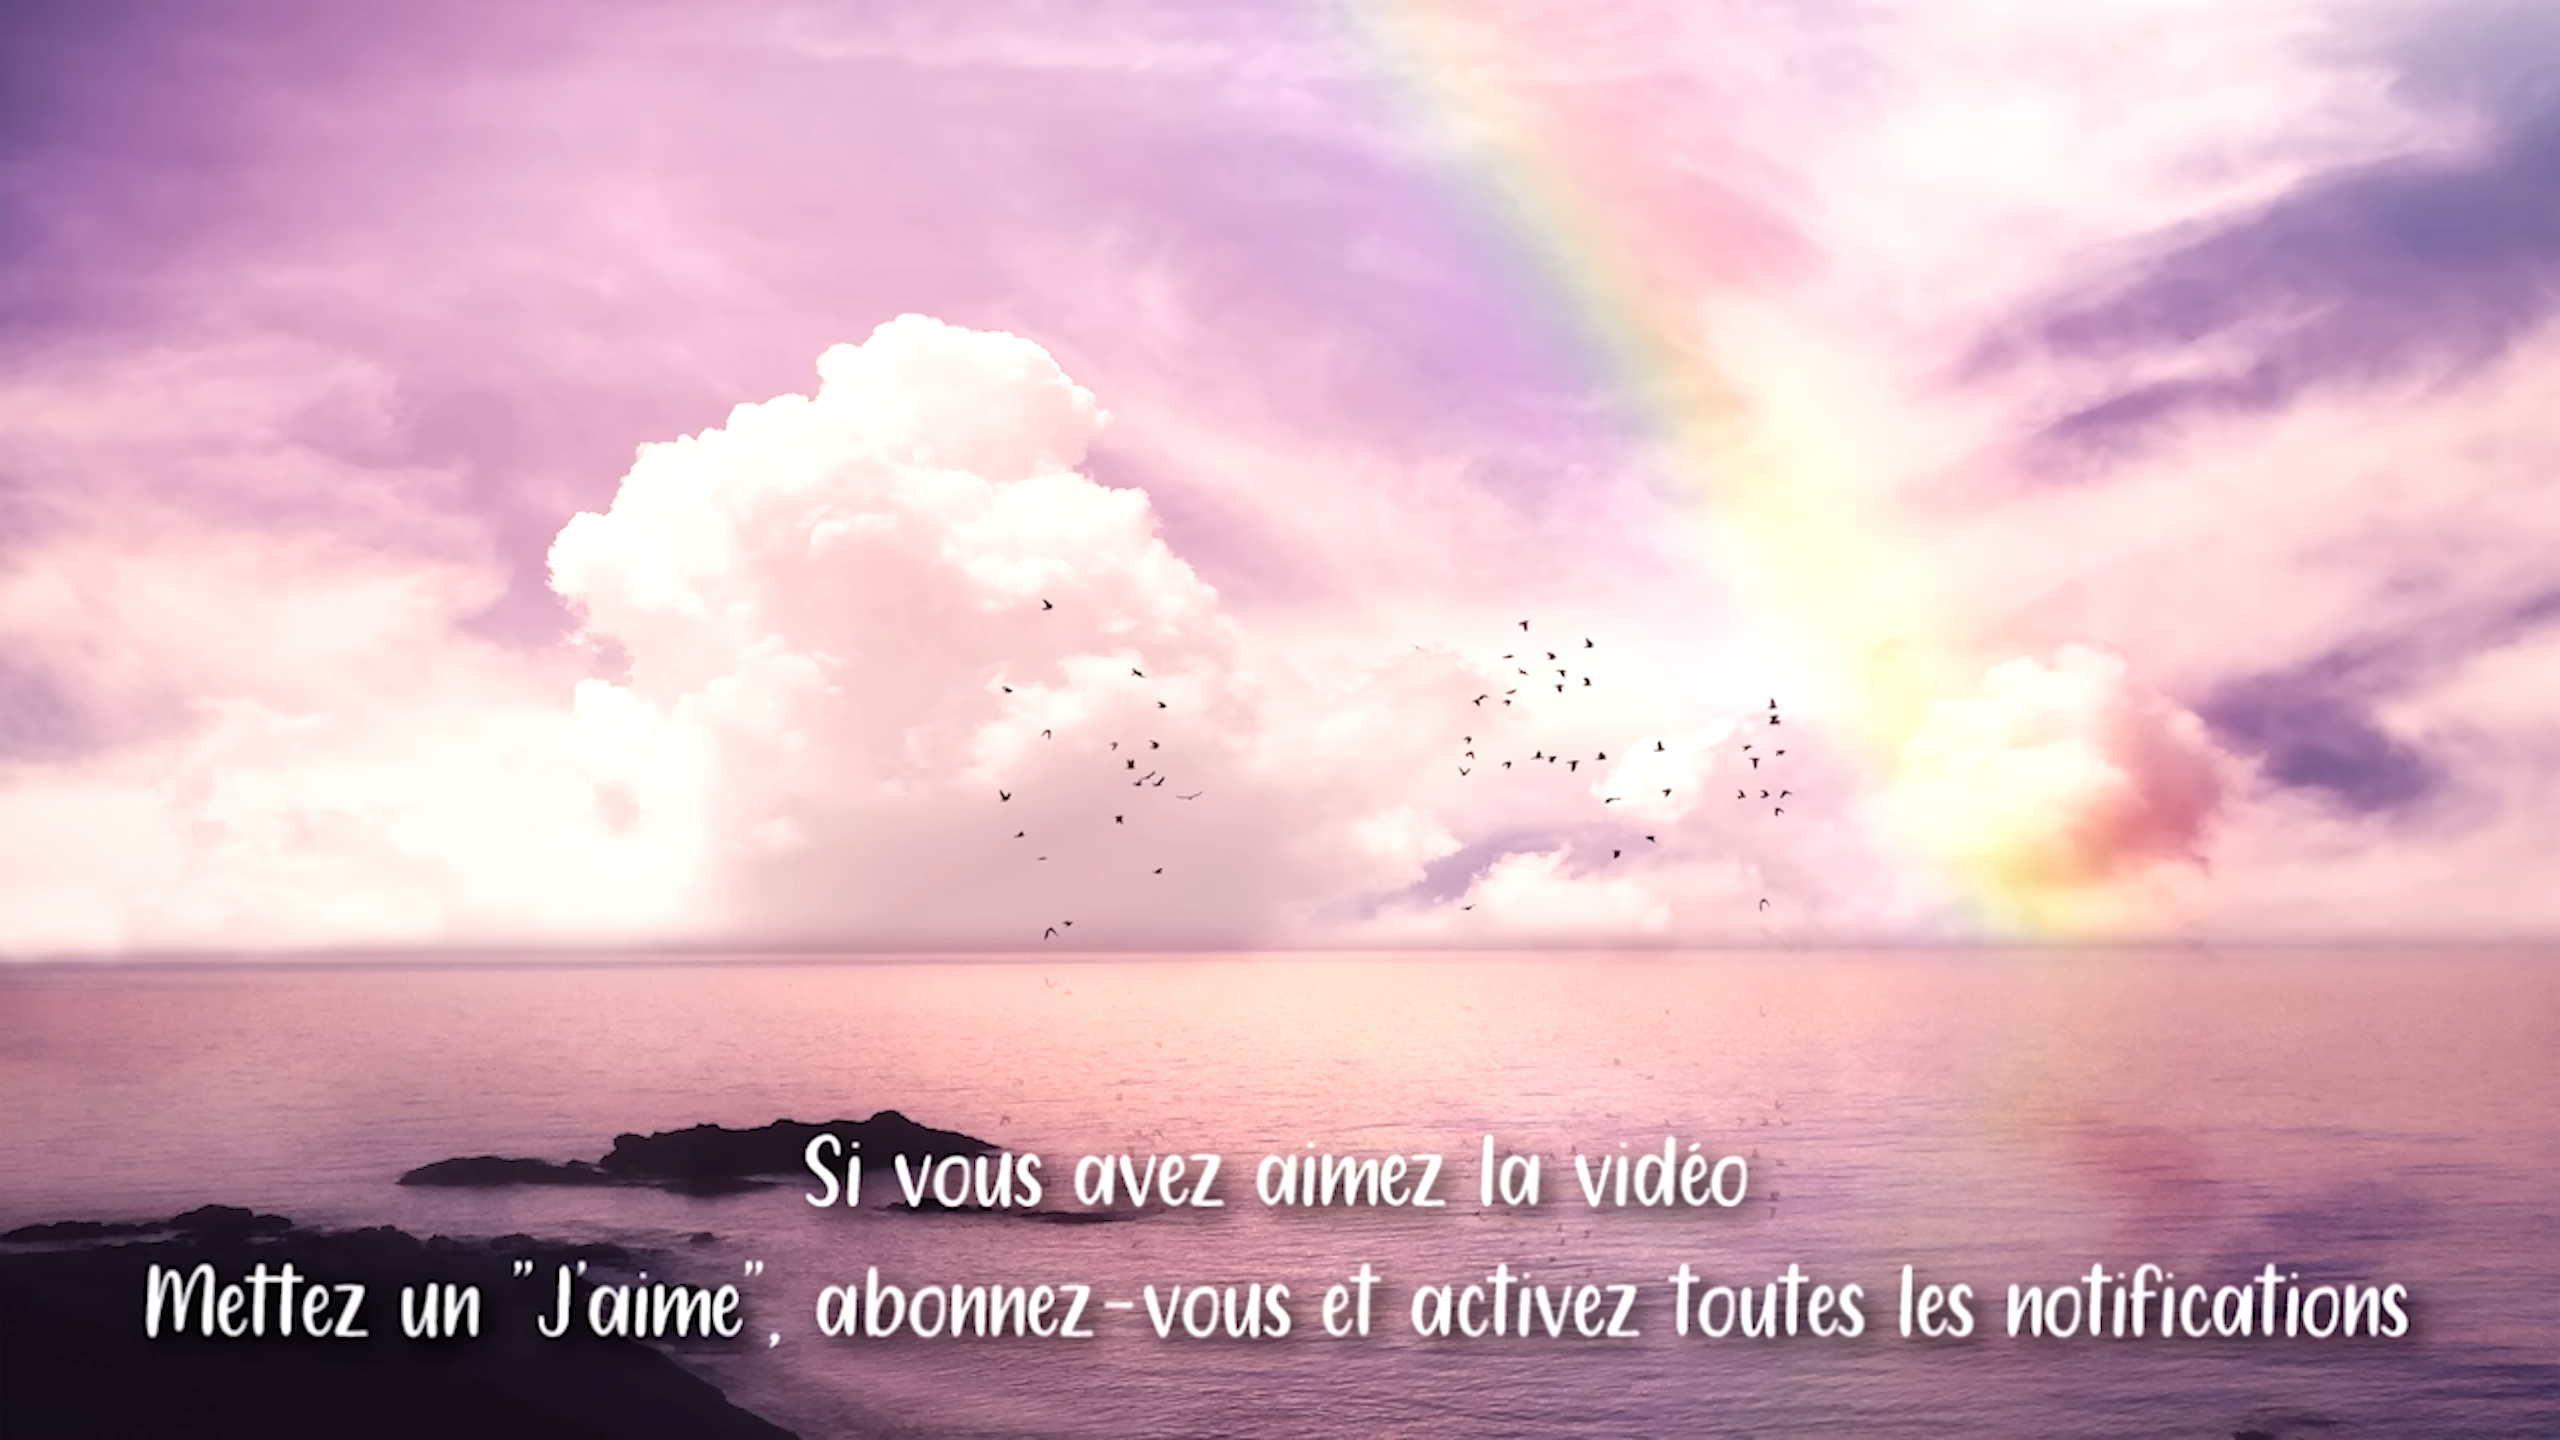 Si vous avez aimez la vidéo
Mettez un "J'aime", abonnez-vous et activez toutes les notifications